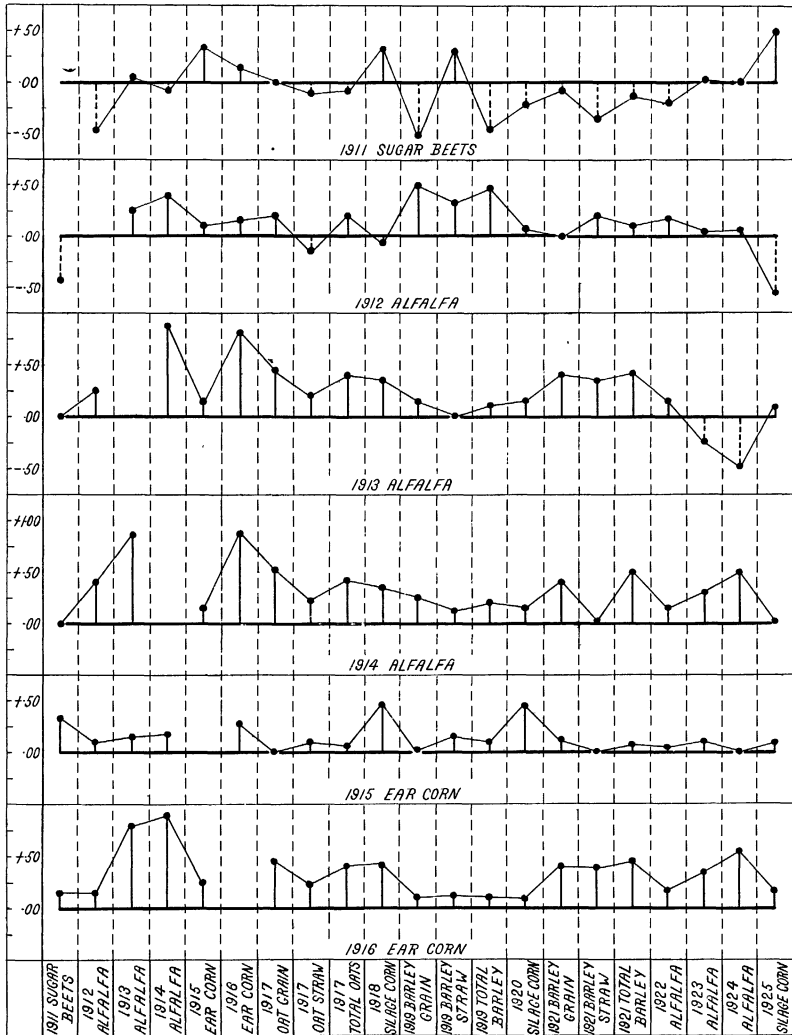 +50
.00
-.50
1911 SUGAR BEETS
+50
.00
-.50
1912 ALFALFA
+50
.00
-.50
1913 ALFALFA
+100
+50
.00
1914 ALFALFA
+50
.00
1915 EAR CORN
+50
.00
1916 EAR CORN
1911 SUGAR
BEETS
1912
ALFALFA
1913
ALFALFA
1914
ALFALFA
1915
EAR CORN
1916
EAR CORN
1917
OAT GRAIN
1917
OAT STRAW
1917
TOTAL OATS
1918
SILAGE CORN
1919 BARLEY
GRAIN
1919 BARLEY
STRAW
1919 TOTAL
BARLEY
1920
SILAGE CORN
1921 BARLEY
GRAIN
1921 BARLEY
STRAW
1921 TOTAL
BARLEY
1922
ALFALFA
1923
ALFALFA
1924
ALFALFA
1925
SILAGE CORN